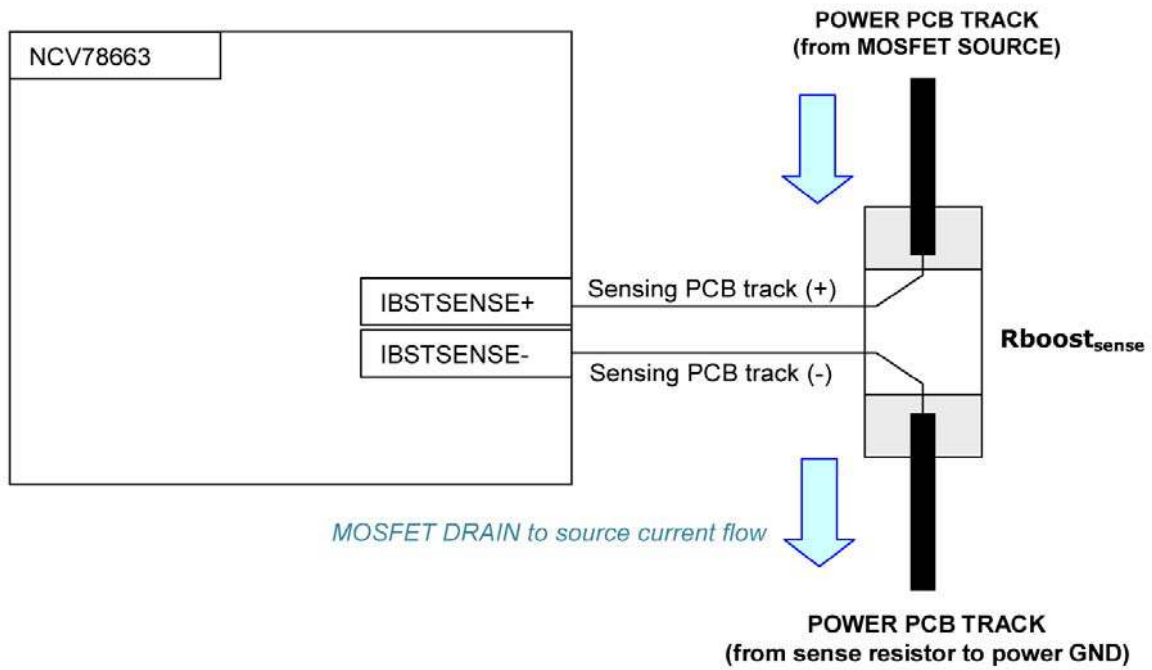 POWER PCB TRACK
(from MOSFET SOURCE)
NCV78663
IBSTSENSE+
Sensing PCB track (+)
IBSTSENSE-
Sensing PCB track (-)
Rboostsense
MOSFET DRAIN to source current flow
POWER PCB TRACK
(from sense resistor to power GND)